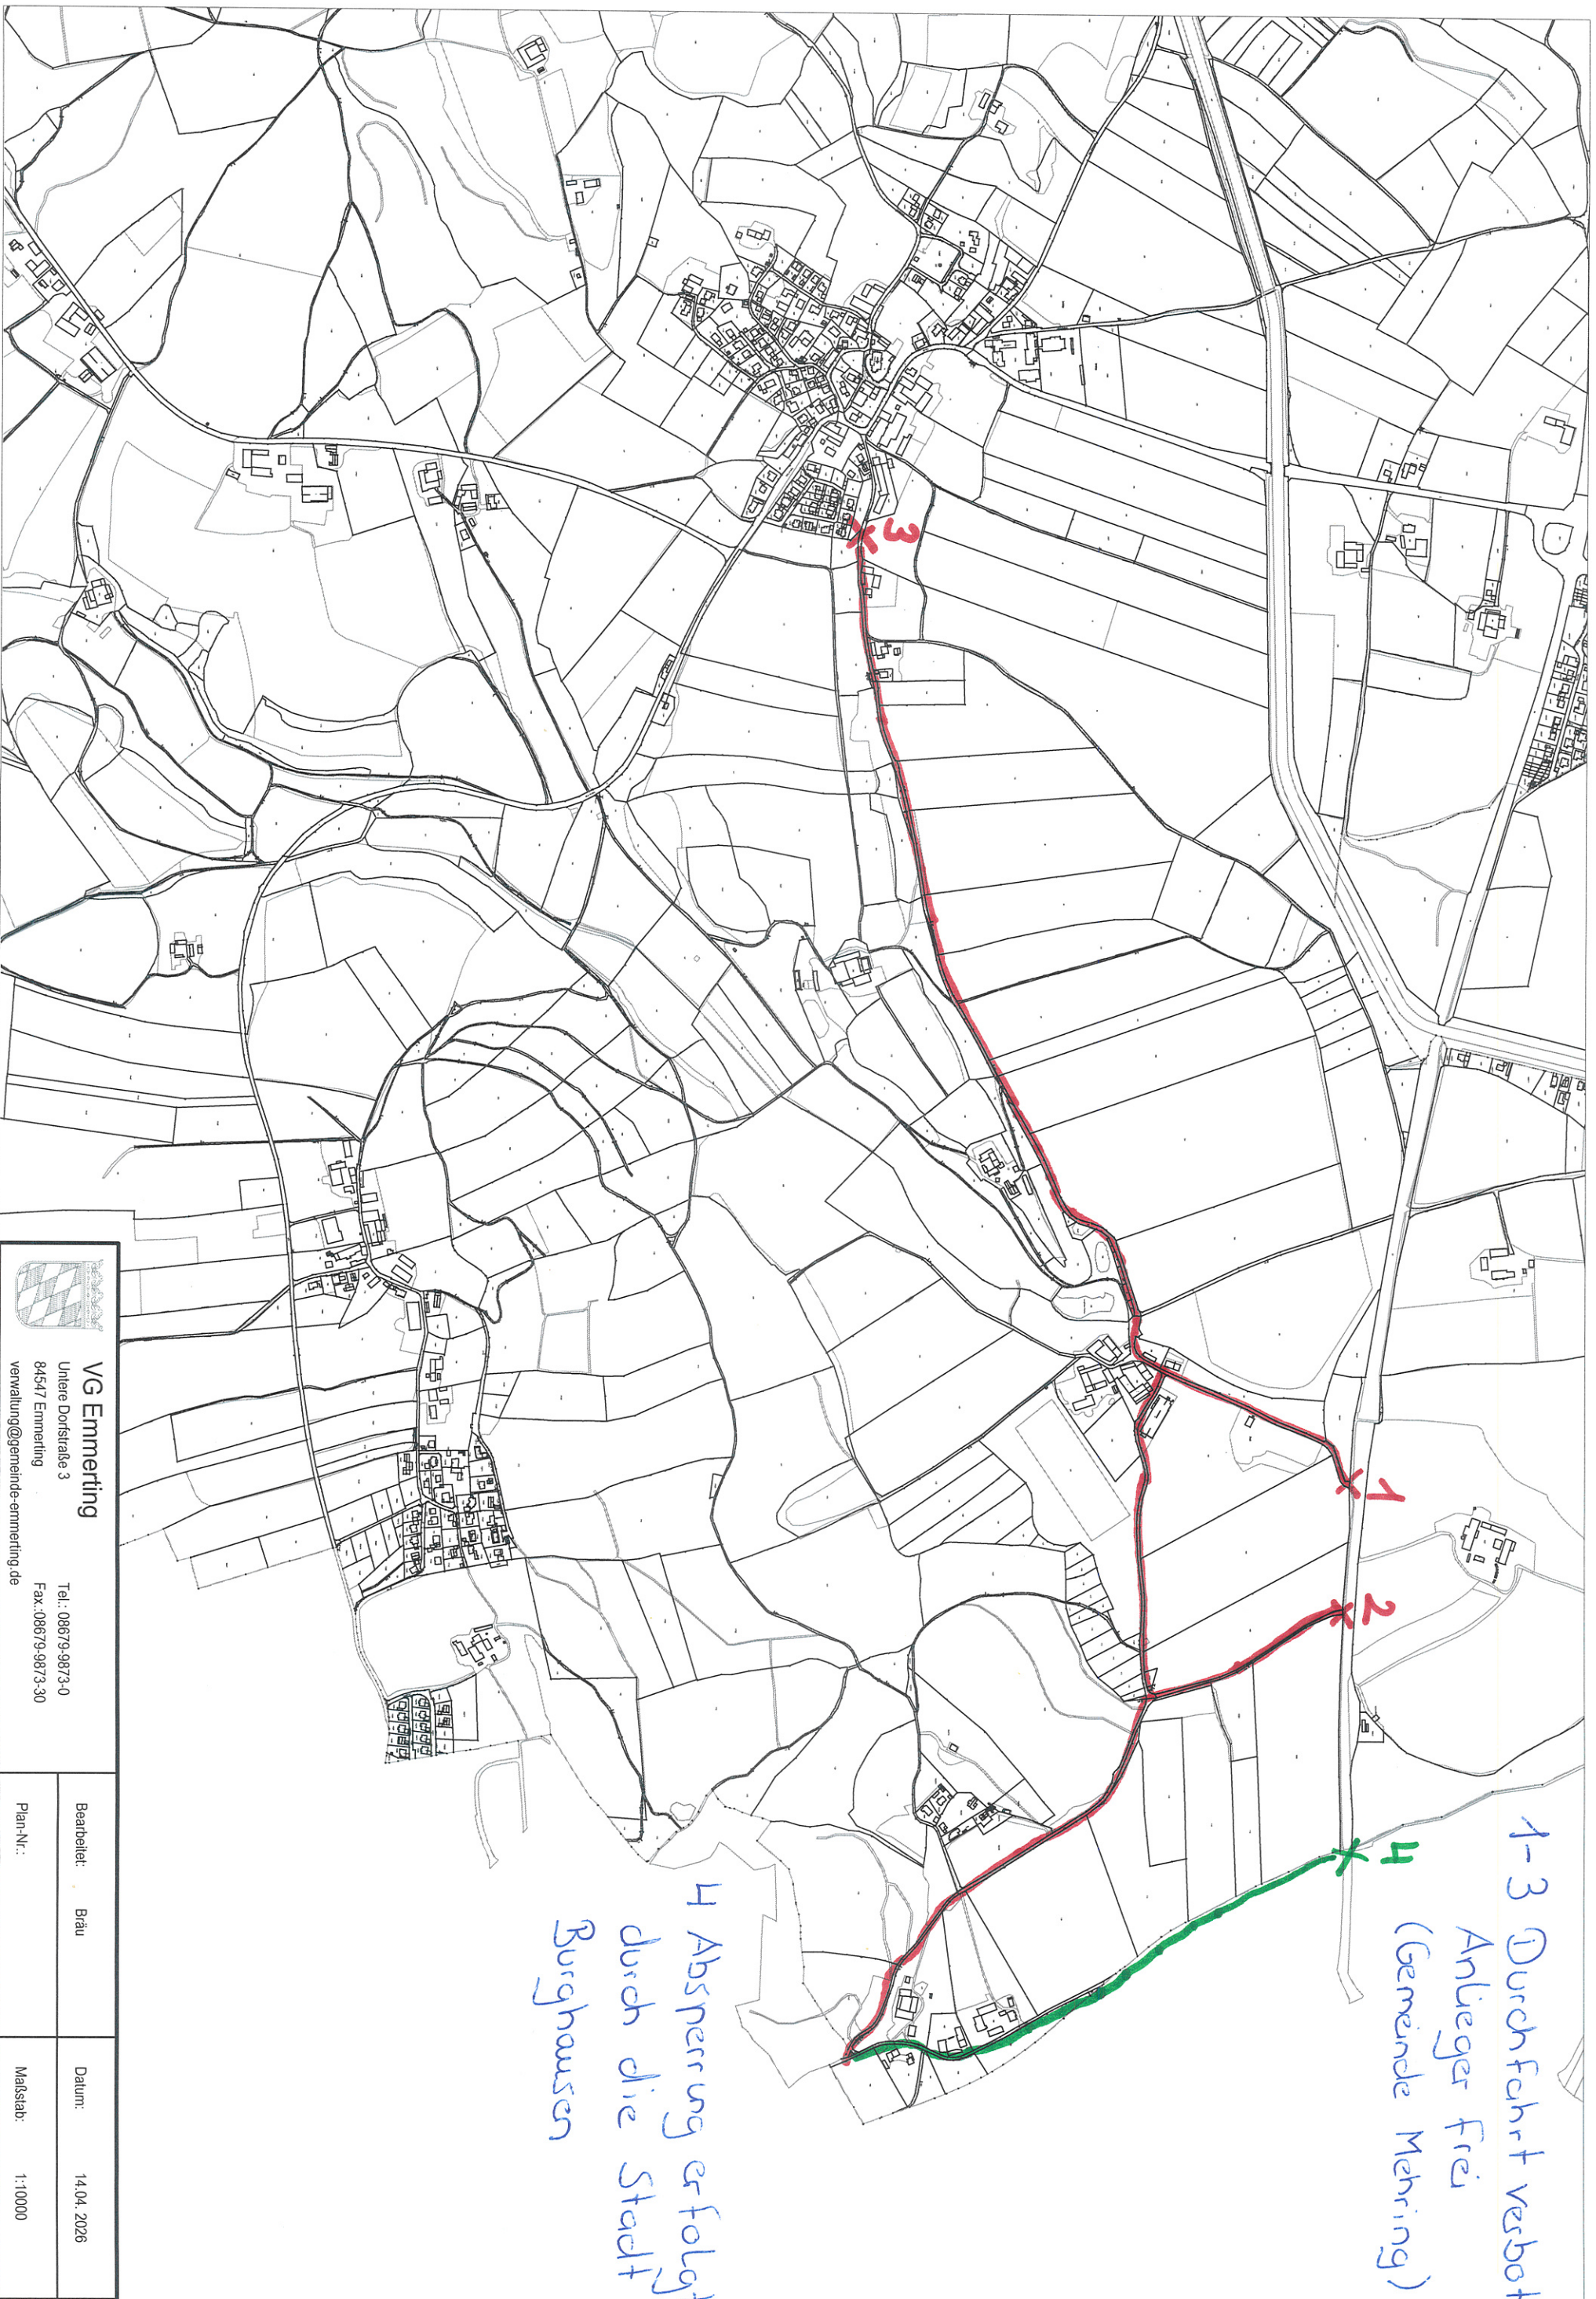 1-3 ① Durchfahrt verbot
Anlieger frei
(Gemeinde Mehring)
4 Absperrung erfolgt
durch die Stadt
Burghausen
1
2
3
4
VG Emmerting
Untere Dorfstraße 3
84547 Emmerting
verwaltung@gemeinde-emmerting.de
Tel.: 08679-9873-0
Fax.:08679-9873-30
Bearbeitet: Bräu
Datum: 14.04. 2026
Plan-Nr.:
Maßstab: 1:10000